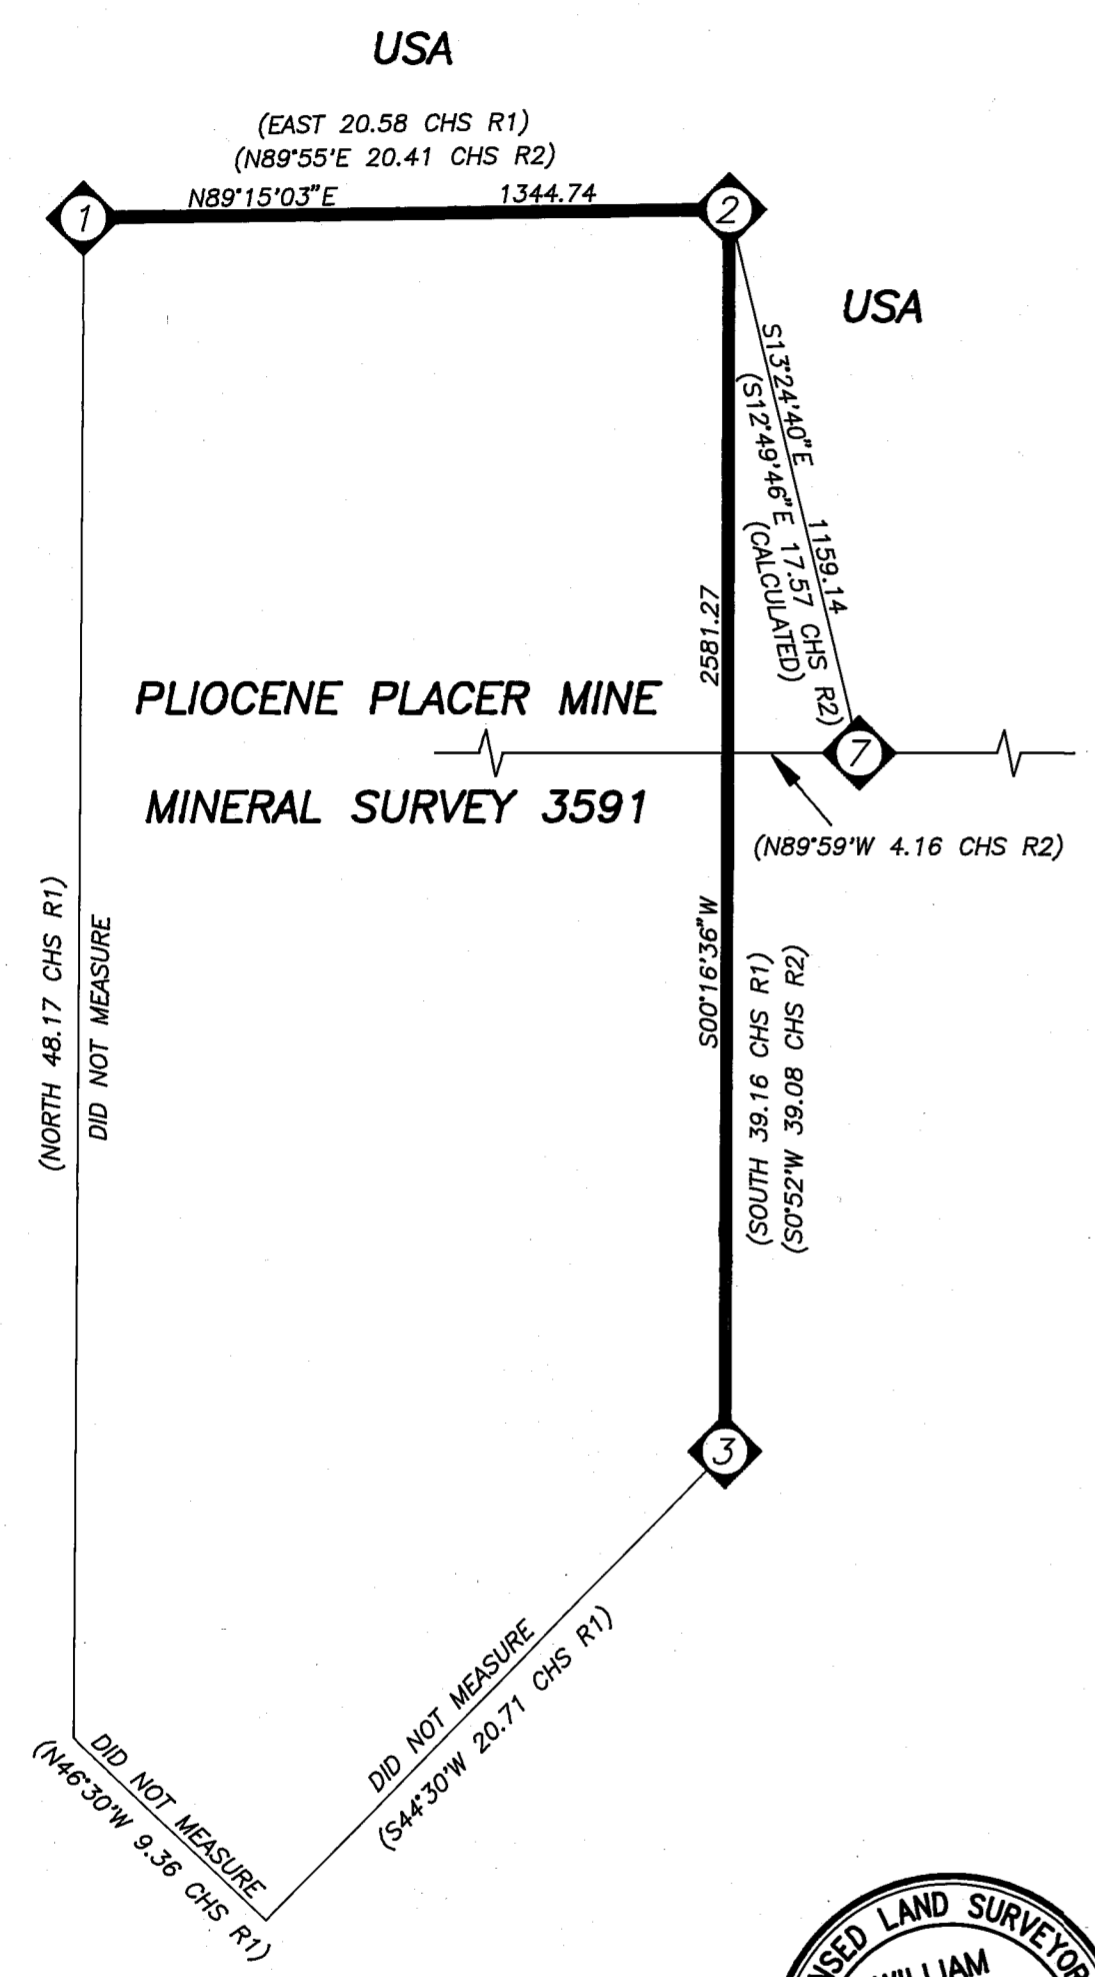 USA
(EAST 20.58 CHS R1)
(N89°55'E 20.41 CHS R2)
N89°15'03"E 1344.74
1
2
USA
S13°24'40"E 1159.14
(S12°49'46"E 17.57 CHS R2)
(CALCULATED)
2581.27
PLIOCENE PLACER MINE
7
MINERAL SURVEY 3591
(N89°59'W 4.16 CHS R2)
(NORTH 48.17 CHS R1)
DID NOT MEASURE
S00°16'36"W
(SOUTH 39.16 CHS R1)
(S0°52'W 39.08 CHS R2)
3
DID NOT MEASURE
(S44°30'W 20.71 CHS R1)
DID NOT MEASURE
(N46°30'W 9.36 CHS R1)
LAND SURVEYOR